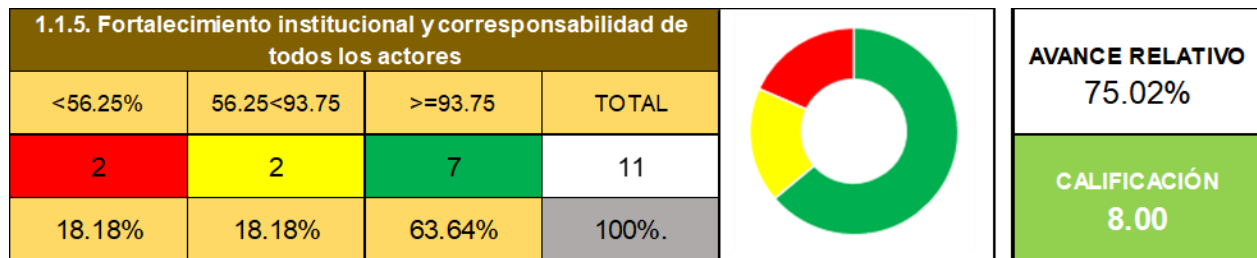 1.1.5. Fortalecimiento institucional y corresponsabilidad de
todos los actores
<56.25% 56.25<93.75 >=93.75 TOTAL
2 2 7 11
18.18% 18.18% 63.64% 100%.
AVANCE RELATIVO
75.02%
CALIFICACIÓN
8.00